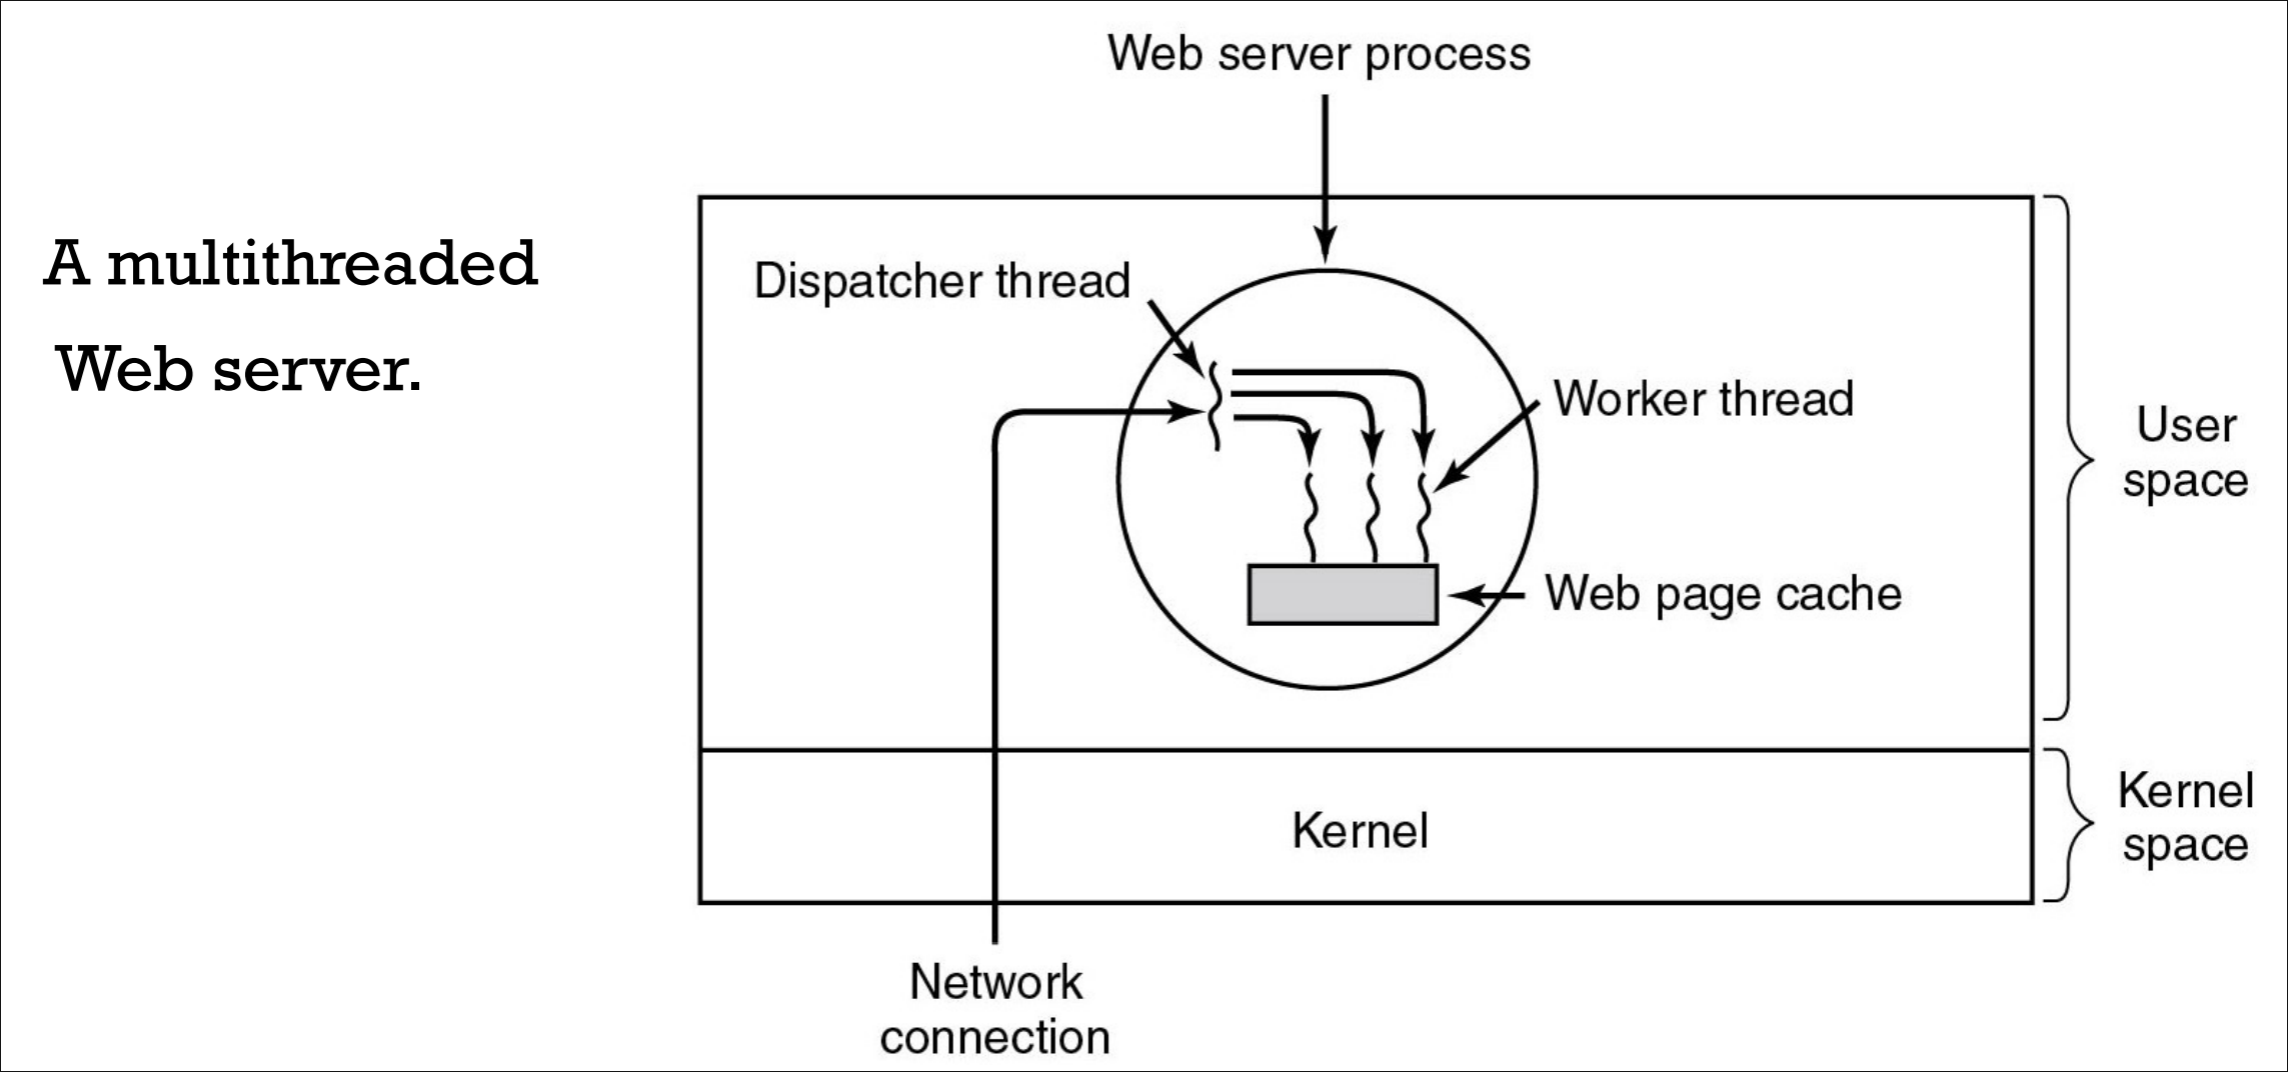 A multithreaded
Web server.
Web server process
Dispatcher thread
Worker thread
Web page cache
User
space
Kernel
Kernel
space
Network
connection